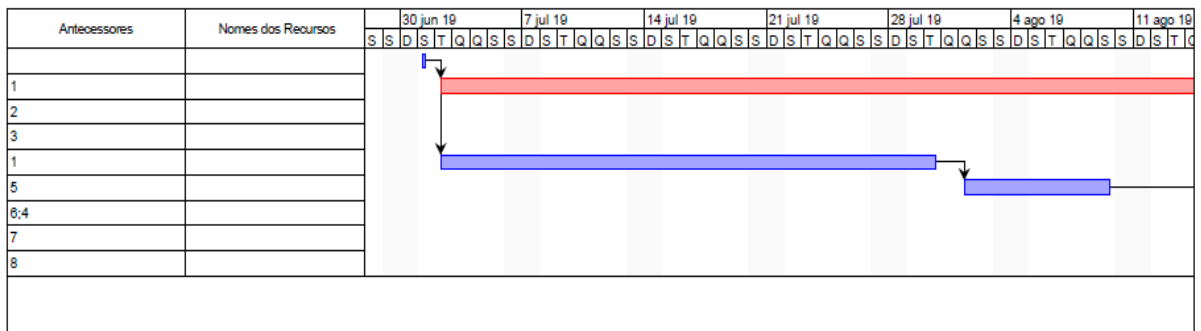 Antecessores Nomes dos Recursos
30 jun 19 7 jul 19 14 jul 19 21 jul 19 28 jul 19 4 ago 19 11 ago 19
S S D S T Q Q S S D S T Q Q S S D S T Q Q S S D S T Q Q S S D S T Q Q S S D S T Q Q S S D S T
1
2
3
1
5
6;4
7
8